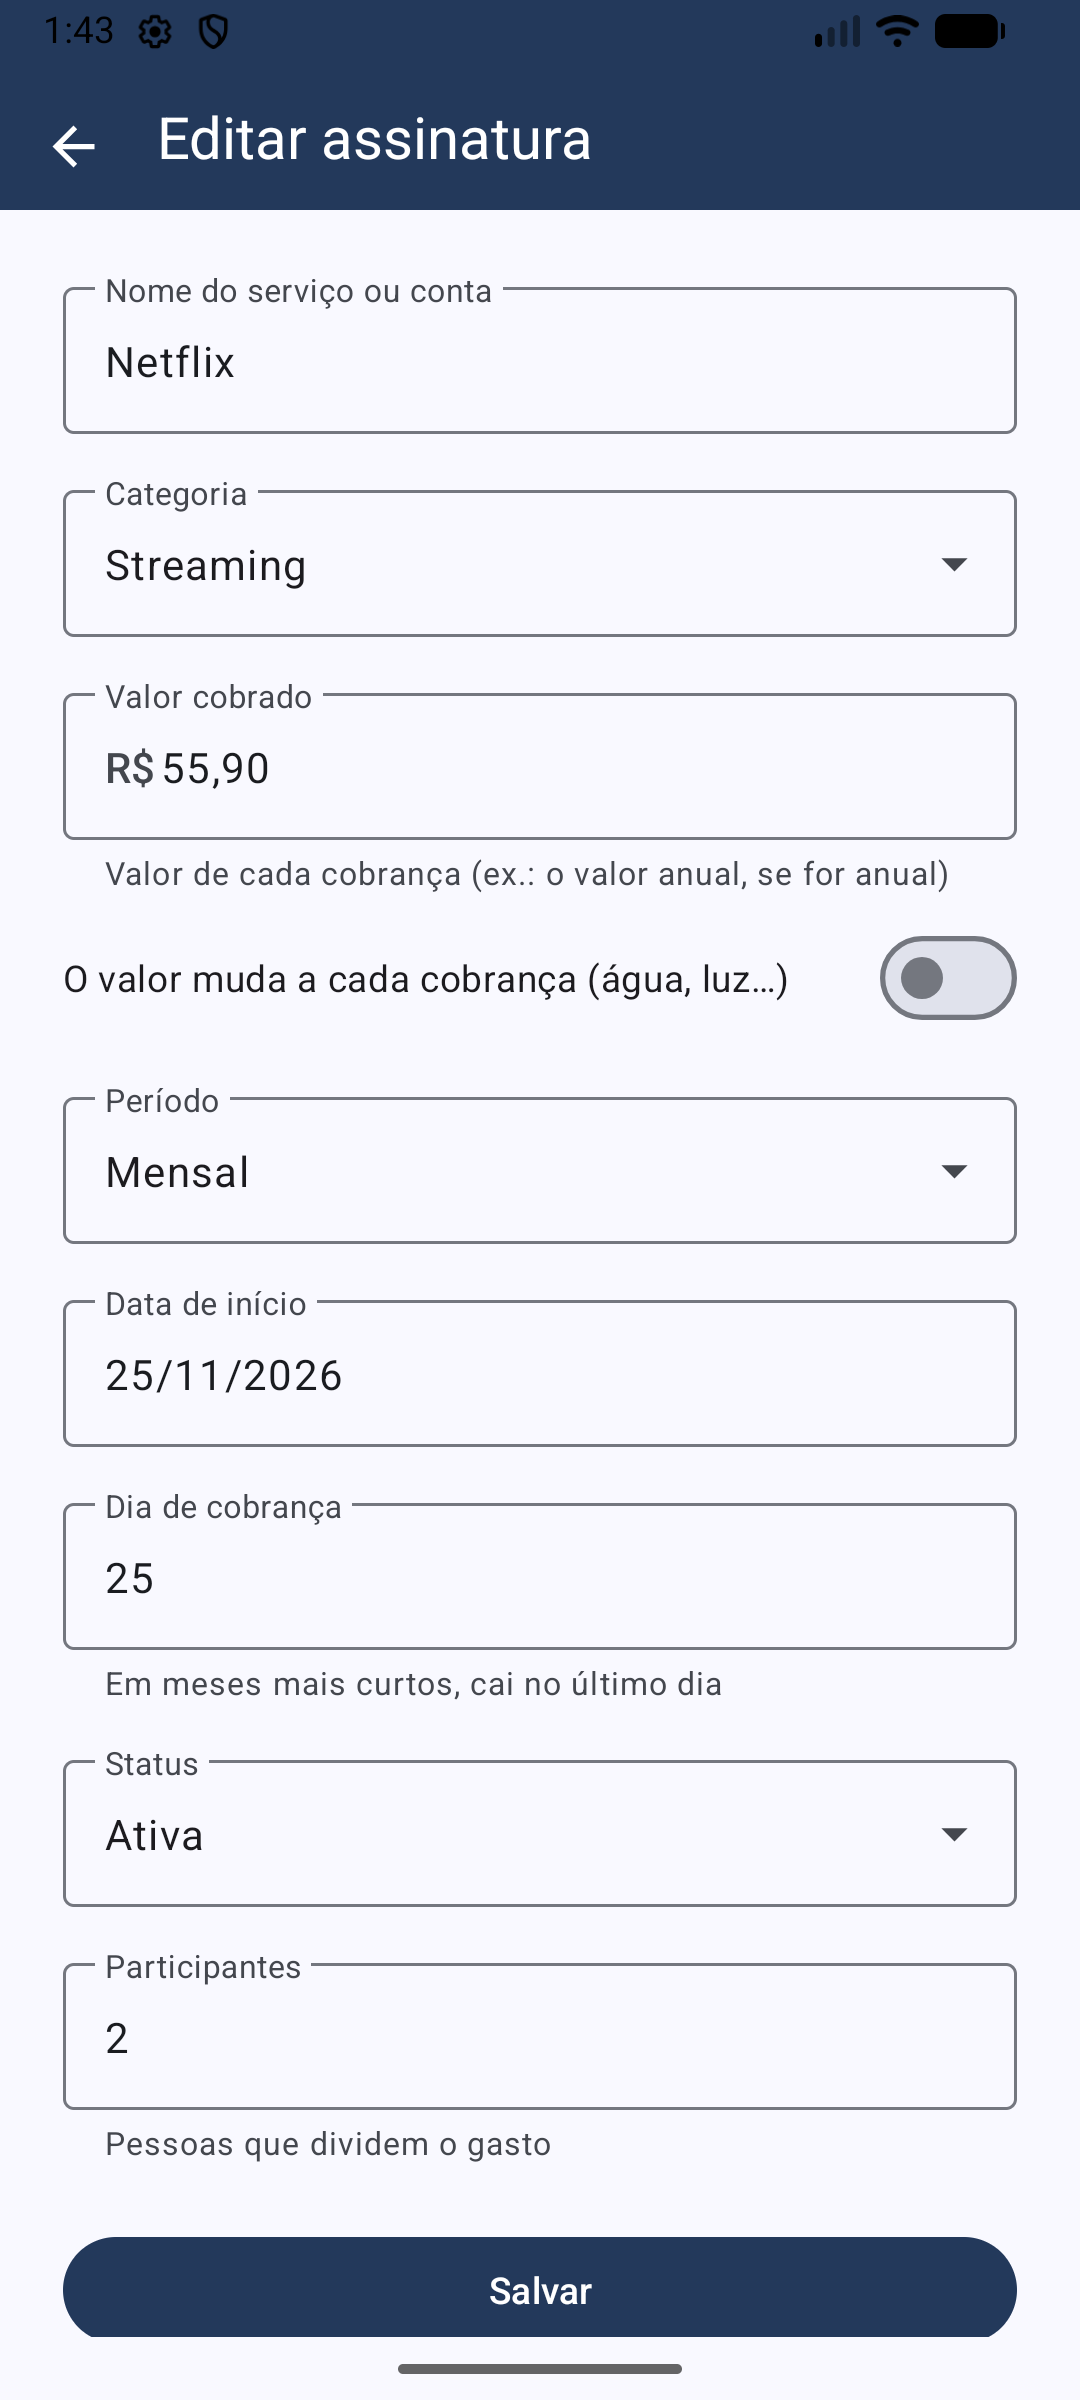 1:43
Editar assinatura
Nome do serviço ou conta
Netflix
Categoria
Streaming
Valor cobrado
R$ 55,90
Valor de cada cobrança (ex.: o valor anual, se for anual)
O valor muda a cada cobrança (água, luz…)
Período
Mensal
Data de início
25/11/2026
Dia de cobrança
25
Em meses mais curtos, cai no último dia
Status
Ativa
Participantes
2
Pessoas que dividem o gasto
Salvar